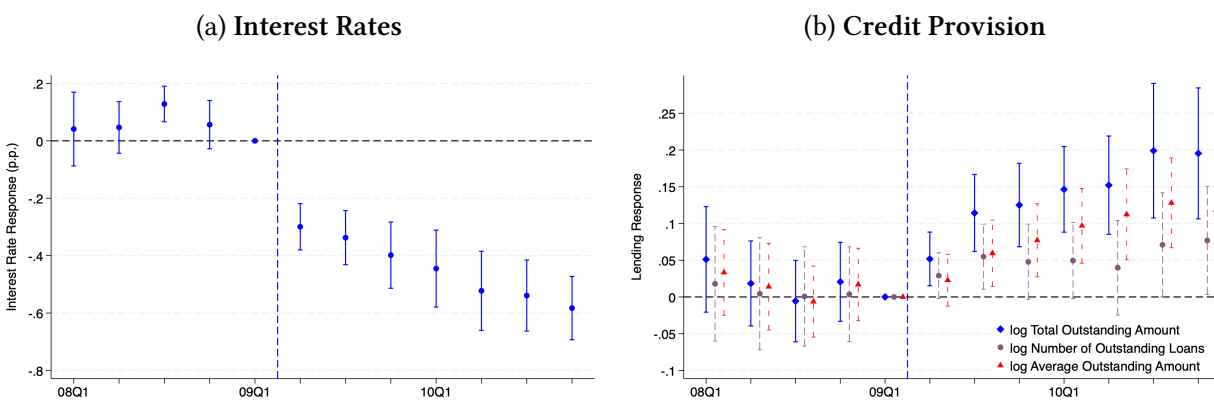 (a) Interest Rates
Interest Rate Response (p.p.)
.2
0
-.2
-.4
-.6
-.8
08Q1
09Q1
10Q1
(b) Credit Provision
Lending Response
.25
.2
.15
.1
.05
0
-.05
-.1
08Q1
09Q1
10Q1
log Total Outstanding Amount
log Number of Outstanding Loans
log Average Outstanding Amount